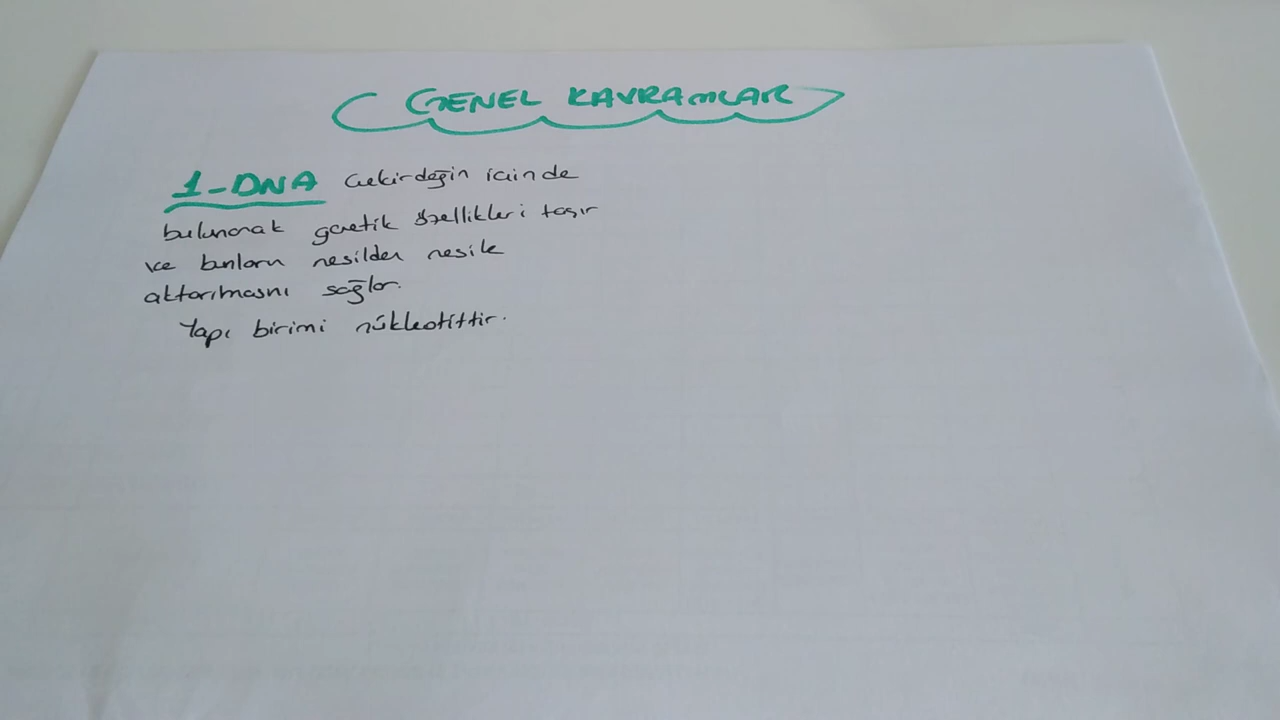 GENEL KAVRAMLAR
1-DNA Çekirdeğin içinde
bulunarak genetik özellikleri taşır
ve bunların nesilden nesile
aktarılmasını sağlar.
Yapı birimi nükleotittir.